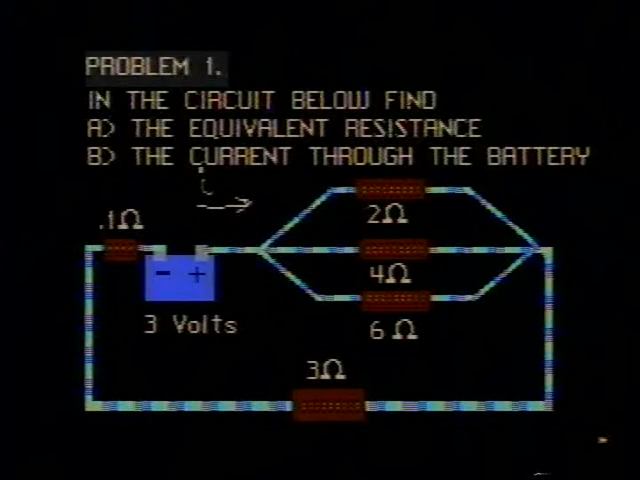 PROBLEM 1.
IN THE CIRCUIT BELOW FIND
A) THE EQUIVALENT RESISTANCE
B) THE CURRENT THROUGH THE BATTERY
i
.1Ω
2Ω
4Ω
- +
6Ω
3 Volts
3Ω